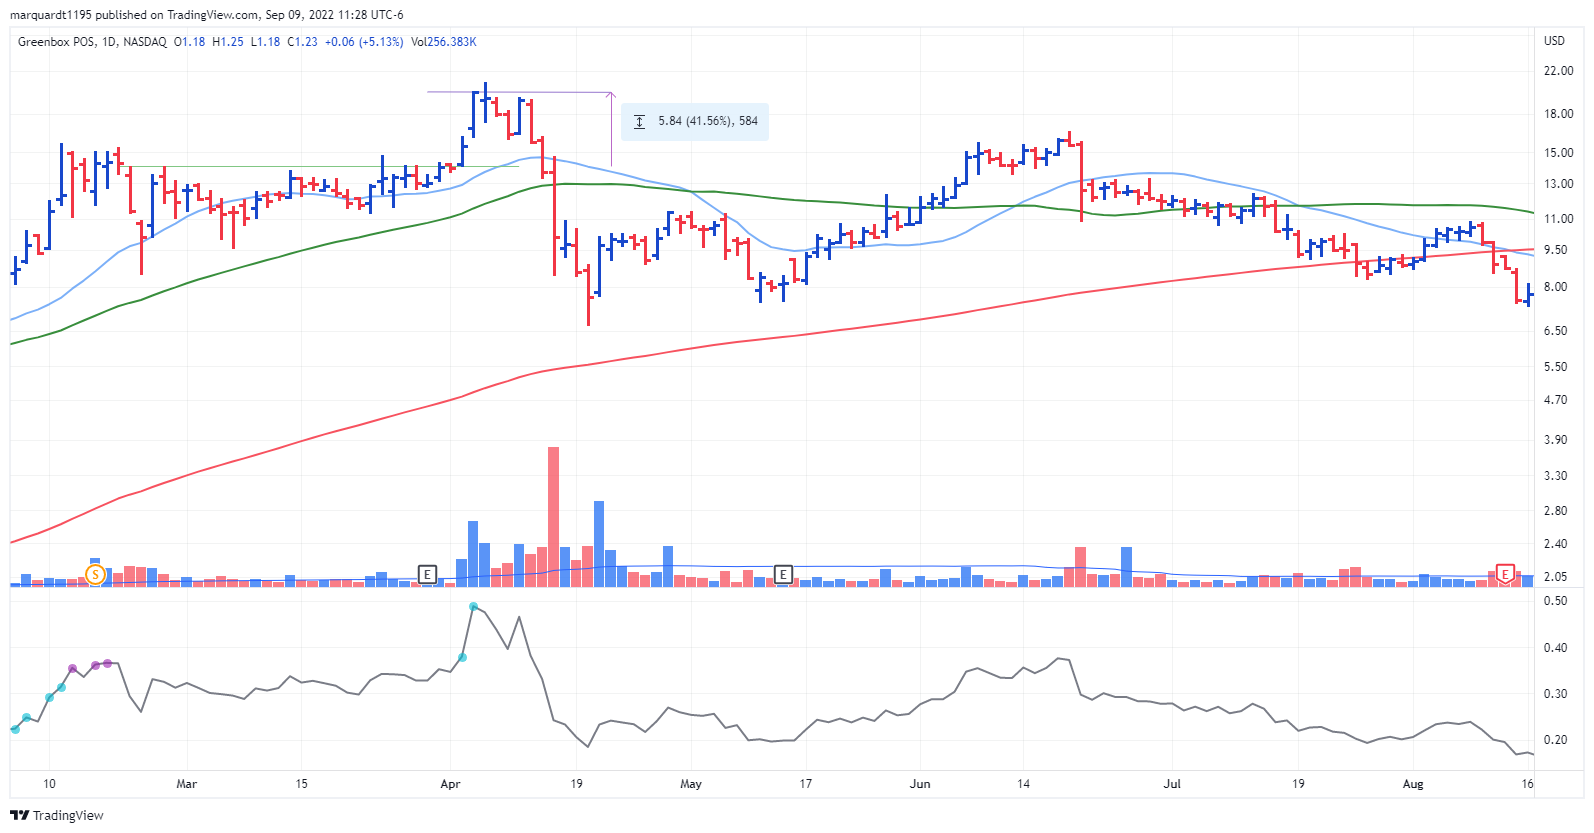 marquardt1195 published on TradingView.com, Sep 09, 2022 11:28 UTC-6
Greenbox POS, 1D, NASDAQ O1.18 H1.25 L1.18 C1.23 +0.06 (+5.13%) Vol256.383K
USD
22.00
5.84 (41.56%), 584
18.00
15.00
13.00
11.00
9.50
8.00
6.50
5.50
4.70
3.90
3.30
2.80
2.40
S
E
E
E
2.05
0.50
0.40
0.30
0.20
10 Mar 15 Apr 19 May 17 Jun 14 Jul 19 Aug 16
TradingView